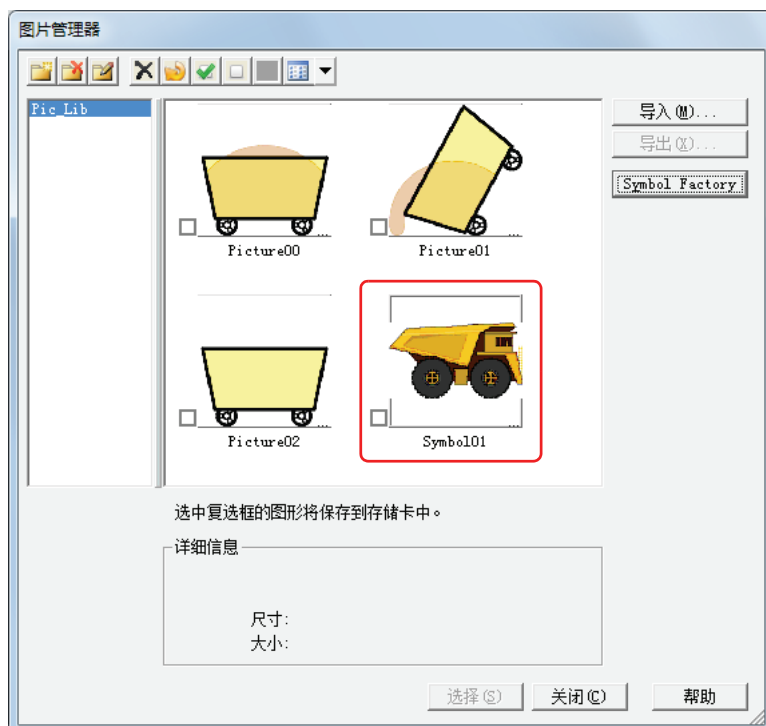 图片管理器
Pic_Lib
导入(M)...
导出(X)...
Symbol Factory
Picture00
Picture01
Picture02
Symbol01
选中复选框的图形将保存到存储卡中。
详细信息
尺寸:
大小:
选择(S)
关闭(C)
帮助